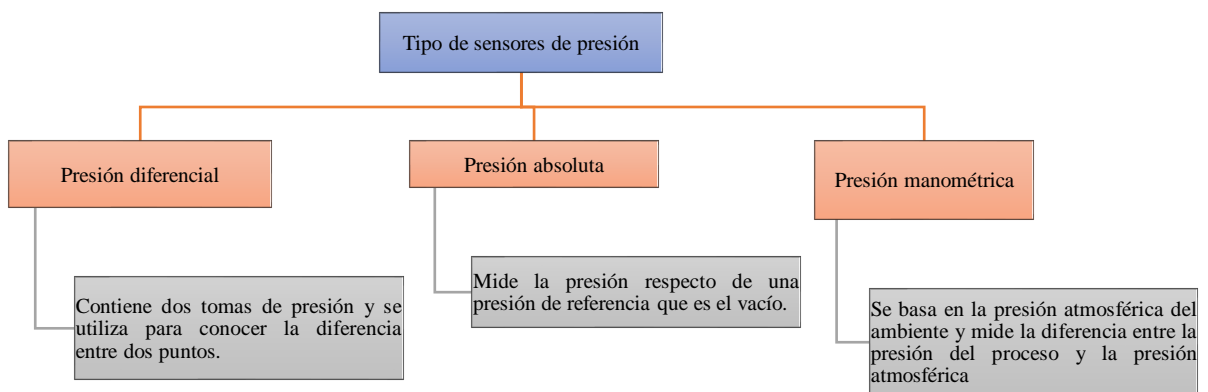 Tipo de sensores de presión
Presión diferencial
Contiene dos tomas de presión y se
utiliza para conocer la diferencia
entre dos puntos.
Presión absoluta
Mide la presión respecto de una
presión de referencia que es el vacío.
Presión manométrica
Se basa en la presión atmosférica del
ambiente y mide la diferencia entre la
presión del proceso y la presión
atmosférica